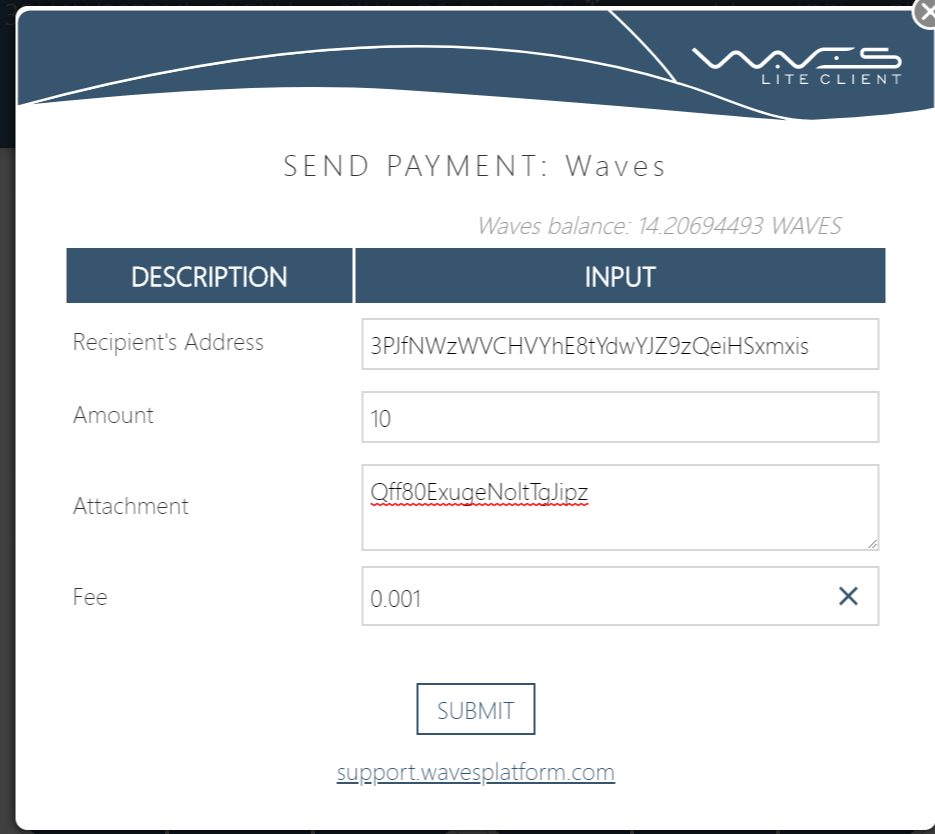 WAVES
LITE CLIENT
SEND PAYMENT: Waves
Waves balance: 14.20694493 WAVES
DESCRIPTION INPUT
Recipient's Address 3PJfNWzWVCHVYhE8tYdwYJZ9zQeiHSxmxis
Amount 10
Attachment Qff80ExugeNoltTgJipz
Fee 0.001
SUBMIT
support.wavesplatform.com